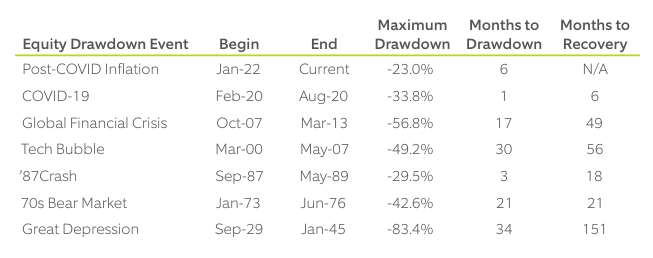 Maximum Months to Months to
Equity Drawdown Event Begin End Drawdown Drawdown Recovery
Post-COVID Inflation Jan-22 Current -23.0% 6 N/A
COVID-19 Feb-20 Aug-20 -33.8% 1 6
Global Financial Crisis Oct-07 Mar-13 -56.8% 17 49
Tech Bubble Mar-00 May-07 -49.2% 30 56
'87Crash Sep-87 May-89 -29.5% 3 18
70s Bear Market Jan-73 Jun-76 -42.6% 21 21
Great Depression Sep-29 Jan-45 -83.4% 34 151